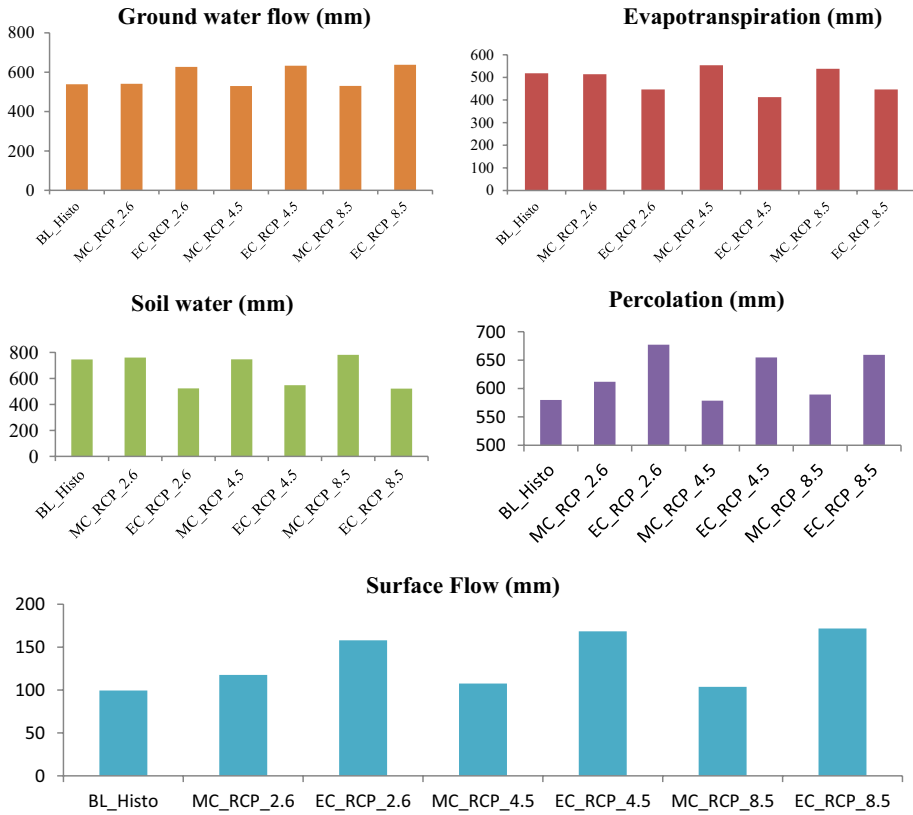 Ground water flow (mm)
800
600
400
200
0
BL_Histo
MC_RCP_2.6
EC_RCP_2.6
MC_RCP_4.5
EC_RCP_4.5
MC_RCP_8.5
EC_RCP_8.5
Evapotranspiration (mm)
600
500
400
300
200
100
0
BL_Histo
MC_RCP_2.6
EC_RCP_2.6
MC_RCP_4.5
EC_RCP_4.5
MC_RCP_8.5
EC_RCP_8.5
Soil water (mm)
800
600
400
200
0
BL_Histo
MC_RCP_2.6
EC_RCP_2.6
MC_RCP_4.5
EC_RCP_4.5
MC_RCP_8.5
EC_RCP_8.5
Percolation (mm)
700
650
600
550
500
BL_Histo
MC_RCP_2.6
EC_RCP_2.6
MC_RCP_4.5
EC_RCP_4.5
MC_RCP_8.5
EC_RCP_8.5
Surface Flow (mm)
200
150
100
50
0
BL_Histo MC_RCP_2.6 EC_RCP_2.6 MC_RCP_4.5 EC_RCP_4.5 MC_RCP_8.5 EC_RCP_8.5